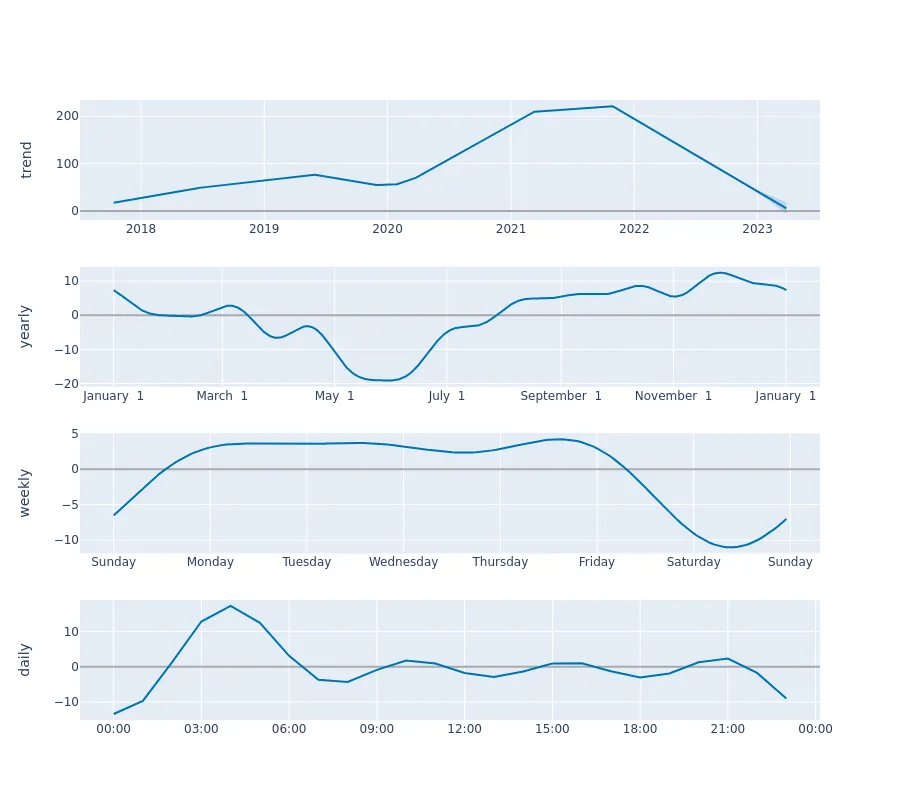 trend
200
100
0
2018 2019 2020 2021 2022 2023
yearly
10
0
−10
−20
January 1 March 1 May 1 July 1 September 1 November 1 January 1
weekly
5
0
−5
−10
Sunday Monday Tuesday Wednesday Thursday Friday Saturday Sunday
daily
10
0
−10
00:00 03:00 06:00 09:00 12:00 15:00 18:00 21:00 00:00